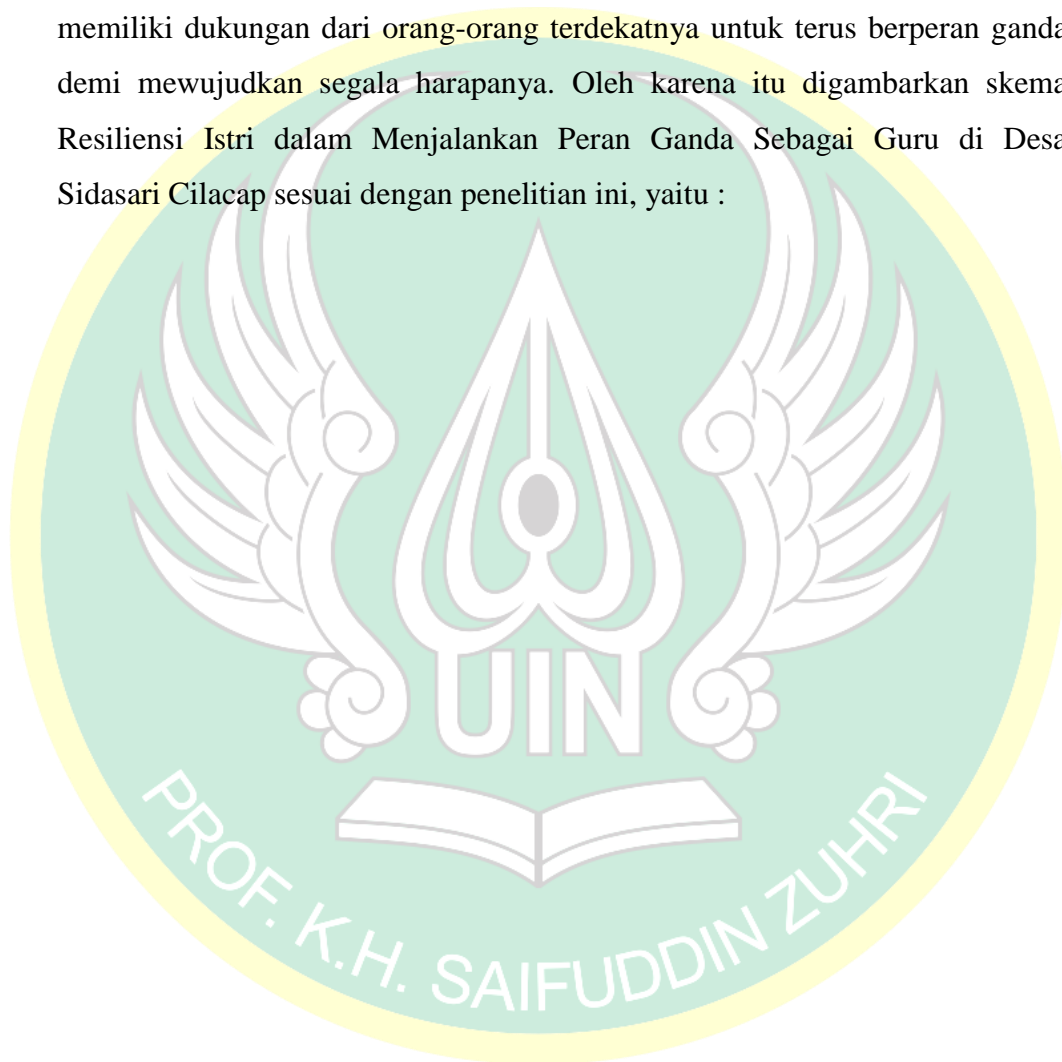 memiliki dukungan dari orang-orang terdekatnya untuk terus berperan ganda
demi mewujudkan segala harapanya. Oleh karena itu digambarkan skema
Resiliensi Istri dalam Menjalankan Peran Ganda Sebagai Guru di Desa
Sidasari Cilacap sesuai dengan penelitian ini, yaitu :
UIN
PROF. K.H. SAIFUDDIN ZUHRI